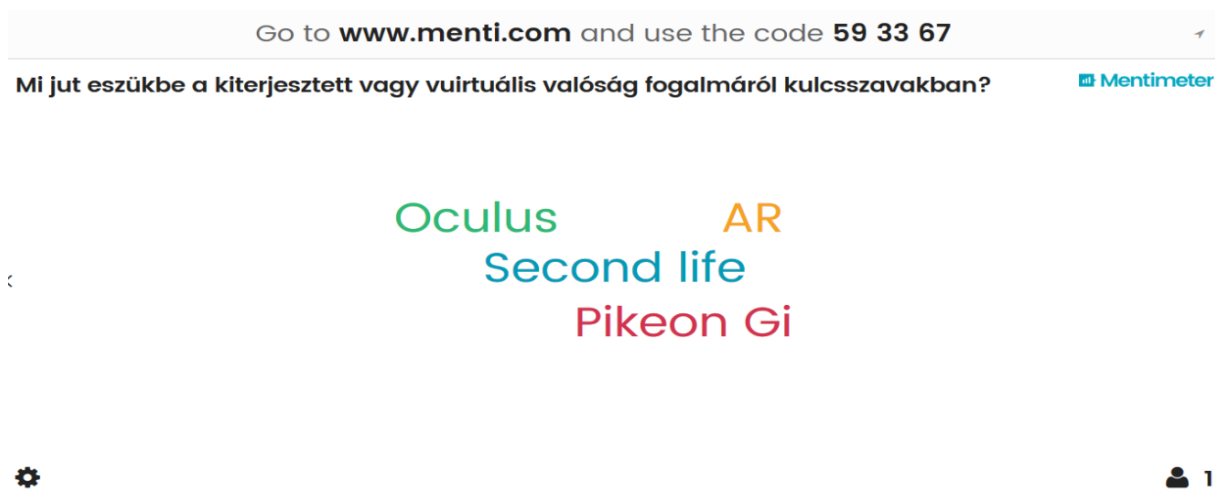 Go to www.menti.com and use the code 59 33 67
Mi jut eszükbe a kiterjesztett vagy vuirtuális valóság fogalmáról kulcsszavakban?
Mentimeter
Oculus AR
Second life
Pikeon Gi
1